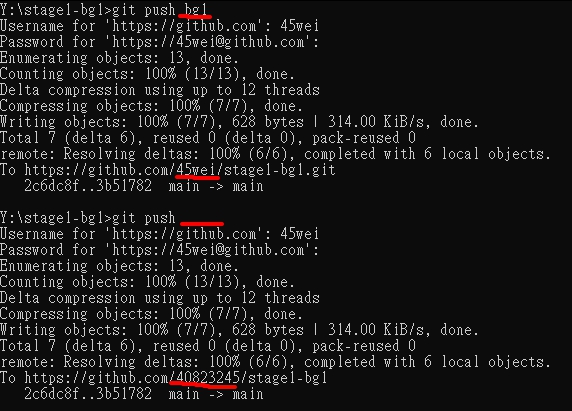 Y:\stage1-bg1>git push bg1
Username for 'https://github.com': 45wei
Password for 'https://45wei@github.com':
Enumerating objects: 13, done.
Counting objects: 100% (13/13), done.
Delta compression using up to 12 threads
Compressing objects: 100% (7/7), done.
Writing objects: 100% (7/7), 628 bytes | 314.00 KiB/s, done.
Total 7 (delta 6), reused 0 (delta 0), pack-reused 0
remote: Resolving deltas: 100% (6/6), completed with 6 local objects.
To https://github.com/45wei/stage1-bg1.git
2c6dc8f..3b51782 main -> main
Y:\stage1-bg1>git push
Username for 'https://github.com': 45wei
Password for 'https://45wei@github.com':
Enumerating objects: 13, done.
Counting objects: 100% (13/13), done.
Delta compression using up to 12 threads
Compressing objects: 100% (7/7), done.
Writing objects: 100% (7/7), 628 bytes | 314.00 KiB/s, done.
Total 7 (delta 6), reused 0 (delta 0), pack-reused 0
remote: Resolving deltas: 100% (6/6), completed with 6 local objects.
To https://github.com/40823245/stage1-bg1
2c6dc8f..3b51782 main -> main